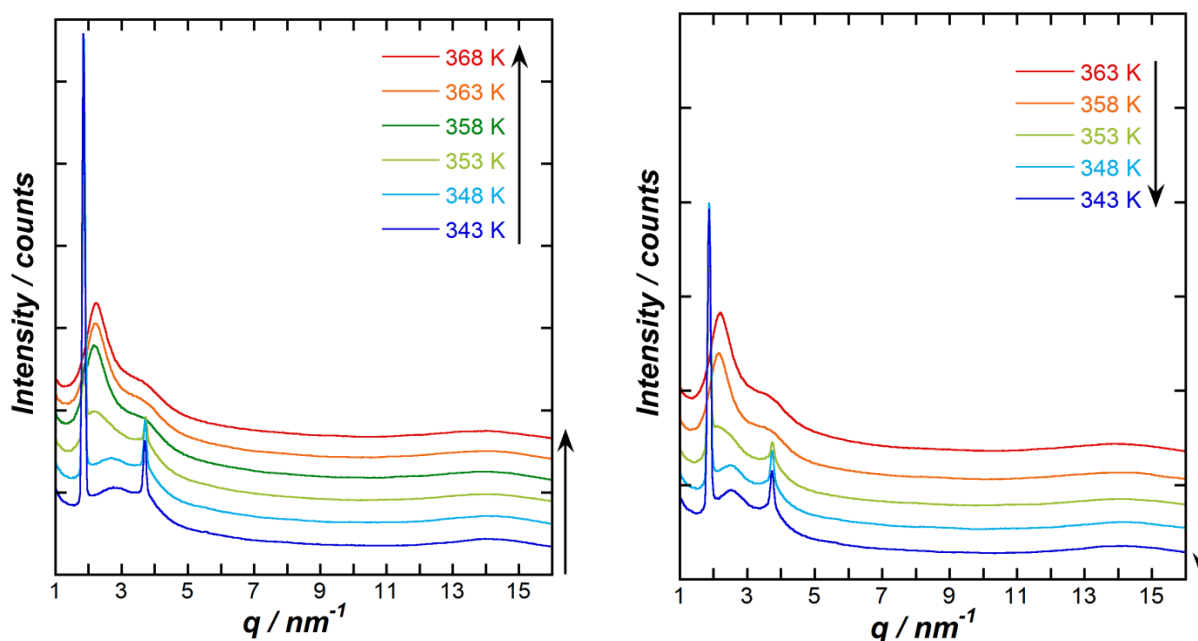 368 K
363 K
358 K
353 K
348 K
343 K
Intensity / counts
1 3 5 7 9 11 13 15
q / nm⁻¹
363 K
358 K
353 K
348 K
343 K
Intensity / counts
1 3 5 7 9 11 13 15
q / nm⁻¹